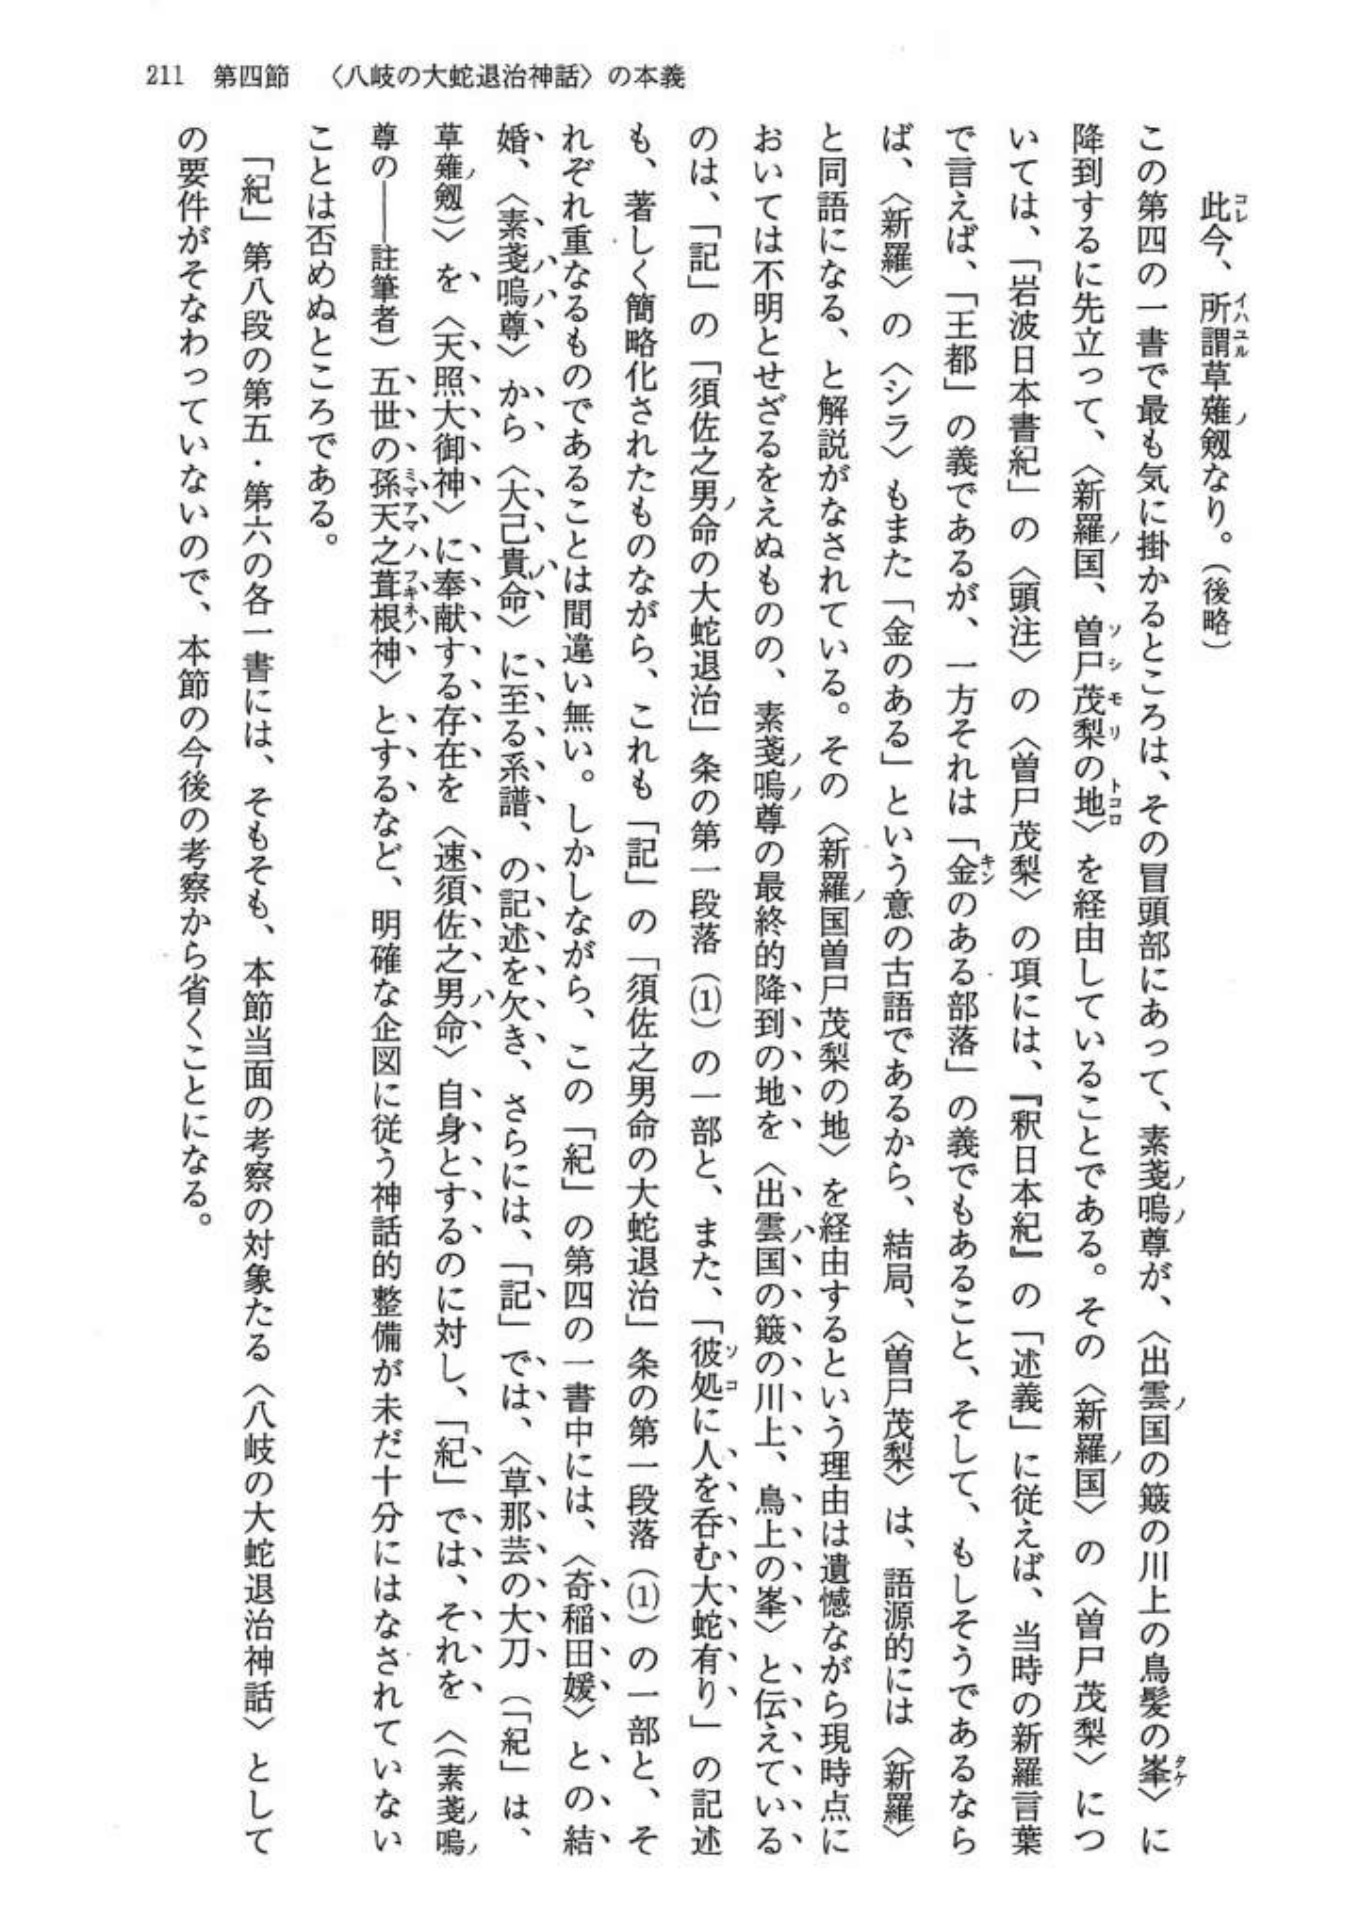 211 第四節 〈八岐の大蛇退治神話〉の本義
此今、所謂草薙剱なり。（後略）
この第四の一書で最も気に掛かるところは、その冒頭部にあって、素戔嗚尊が、〈出雲国の簸の川上の鳥髪の峯〉に
降到するに先立って、〈新羅国、曽尸茂梨の地〉を経由していることである。その〈新羅国〉の〈曽尸茂梨〉につ
いては、「岩波日本書紀」の〈頭注〉の〈曽尸茂梨〉の項には、『釈日本紀』の「述義」に従えば、当時の新羅言葉
で言えば、「王都」の義であるが、一方それは「金のある部落」の義でもあること、そして、もしそうであるなら
ば、〈新羅〉の〈シラ〉もまた「金のある」という意の古語であるから、結局、〈曽尸茂梨〉は、語源的には〈新羅〉
と同語になる、と解説がなされている。その〈新羅国曽尸茂梨の地〉を経由するという理由は遺憾ながら現時点に
おいては不明とせざるをえぬものの、素戔嗚尊の最終的降到の地を〈出雲国の簸の川上、鳥上の峯〉と伝えている
のは、「記」の「須佐之男命の大蛇退治」条の第一段落（1）の一部と、また、「彼処に人を呑む大蛇有り」の記述
も、著しく簡略化されたものながら、これも「記」の「須佐之男命の大蛇退治」条の第一段落（1）の一部と、そ
れぞれ重なるものであることは間違い無い。しかしながら、この「紀」の第四の一書中には、〈奇稲田媛〉との結
婚、〈素戔嗚尊〉から〈大己貴命〉に至る系譜、の記述を欠き、さらには、「記」では、〈草那芸の大刀（「紀」は、
草薙剱）〉を〈天照大御神〉に奉献する存在を〈速須佐之男命〉自身とするのに対し、「紀」では、それを〈（素戔嗚
尊の――註筆者）五世の孫天之葺根神〉とするなど、明確な企図に従う神話的整備が未だ十分にはなされていない
ことは否めぬところである。
「紀」第八段の第五・第六の各一書には、そもそも、本節当面の考察の対象たる〈八岐の大蛇退治神話〉として
の要件がそなわっていないので、本節の今後の考察から省くことになる。